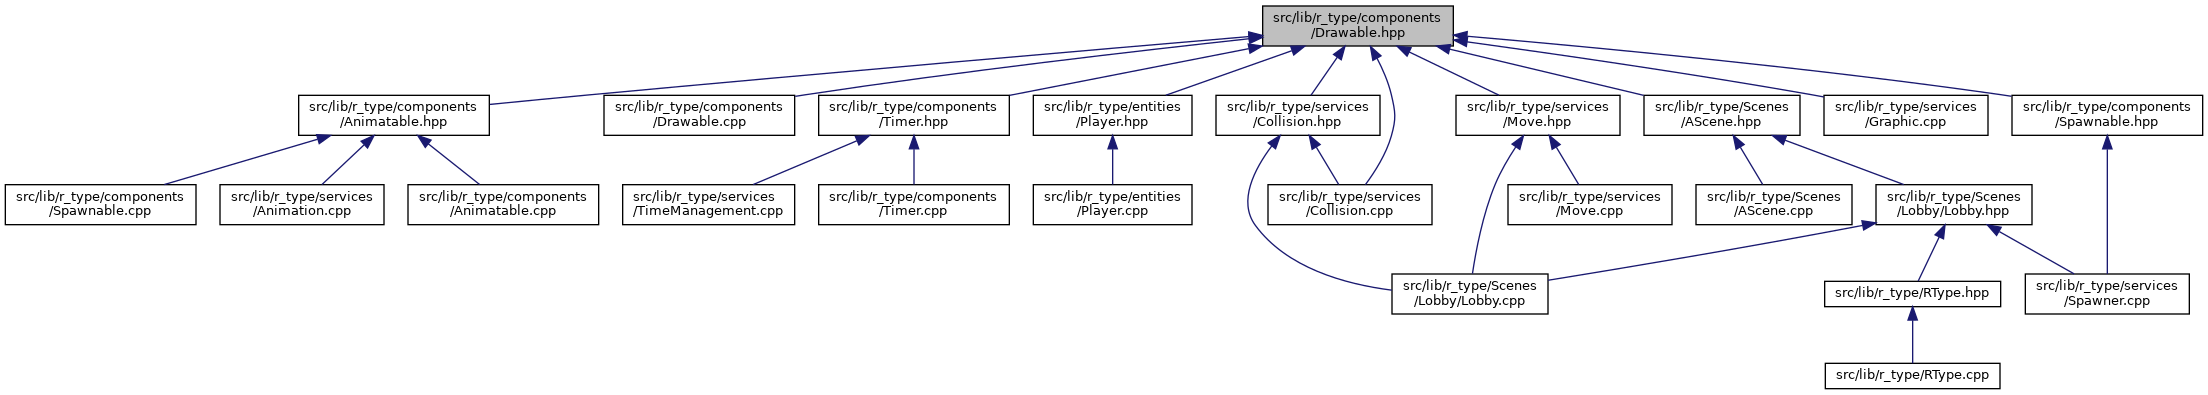 src/lib/r_type/components
/Drawable.hpp
src/lib/r_type/components
/Animatable.hpp
src/lib/r_type/components
/Drawable.cpp
src/lib/r_type/components
/Timer.hpp
src/lib/r_type/entities
/Player.hpp
src/lib/r_type/services
/Collision.hpp
src/lib/r_type/services
/Move.hpp
src/lib/r_type/Scenes
/AScene.hpp
src/lib/r_type/services
/Graphic.cpp
src/lib/r_type/components
/Spawnable.hpp
src/lib/r_type/components
/Spawnable.cpp
src/lib/r_type/services
/Animation.cpp
src/lib/r_type/components
/Animatable.cpp
src/lib/r_type/services
/TimeManagement.cpp
src/lib/r_type/components
/Timer.cpp
src/lib/r_type/entities
/Player.cpp
src/lib/r_type/services
/Collision.cpp
src/lib/r_type/services
/Move.cpp
src/lib/r_type/Scenes
/AScene.cpp
src/lib/r_type/Scenes
/Lobby/Lobby.hpp
src/lib/r_type/Scenes
/Lobby/Lobby.cpp
src/lib/r_type/RType.hpp
src/lib/r_type/services
/Spawner.cpp
src/lib/r_type/RType.cpp